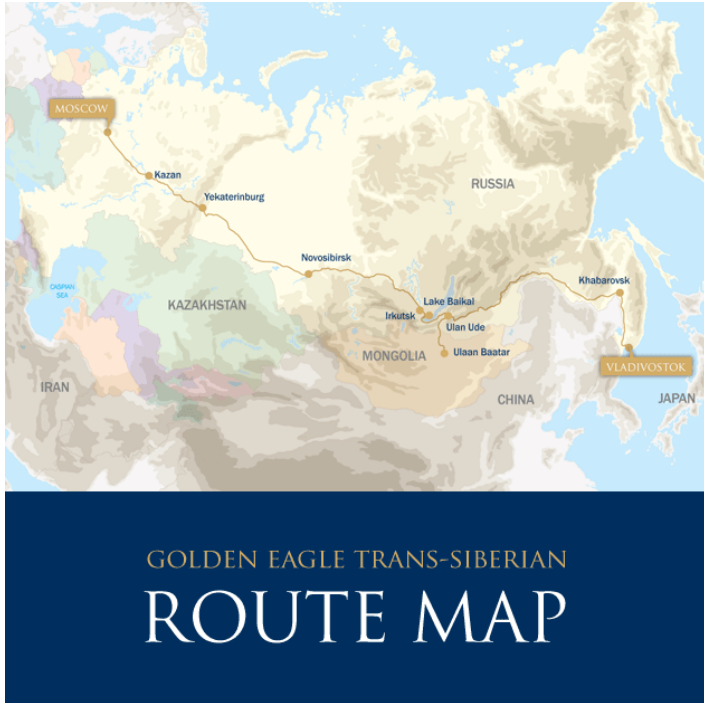 MOSCOW
Kazan
Yekaterinburg
RUSSIA
Novosibirsk
Khabarovsk
CASPIAN
SEA
KAZAKHSTAN
Lake Baikal
Irkutsk
Ulan Ude
MONGOLIA
Ulaan Baatar
VLADIVOSTOK
IRAN
CHINA
JAPAN
GOLDEN EAGLE TRANS-SIBERIAN
ROUTE MAP